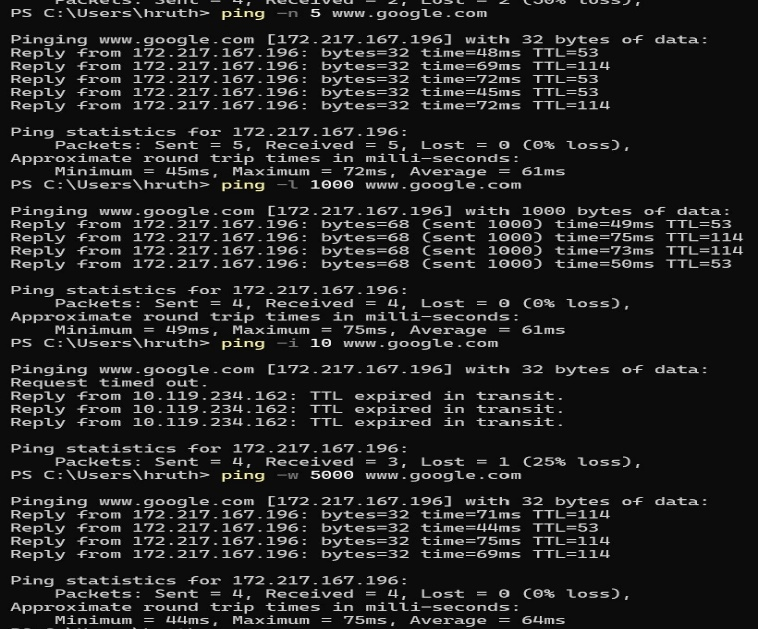 Packets: Sent = 4, Received = 2, Lost = 2 (50% loss),
PS C:\Users\hruth> ping -n 5 www.google.com
Pinging www.google.com [172.217.167.196] with 32 bytes of data:
Reply from 172.217.167.196: bytes=32 time=48ms TTL=53
Reply from 172.217.167.196: bytes=32 time=69ms TTL=114
Reply from 172.217.167.196: bytes=32 time=72ms TTL=53
Reply from 172.217.167.196: bytes=32 time=45ms TTL=53
Reply from 172.217.167.196: bytes=32 time=72ms TTL=114
Ping statistics for 172.217.167.196:
Packets: Sent = 5, Received = 5, Lost = 0 (0% loss),
Approximate round trip times in milli-seconds:
Minimum = 45ms, Maximum = 72ms, Average = 61ms
PS C:\Users\hruth> ping -l 1000 www.google.com
Pinging www.google.com [172.217.167.196] with 1000 bytes of data:
Reply from 172.217.167.196: bytes=68 (sent 1000) time=49ms TTL=53
Reply from 172.217.167.196: bytes=68 (sent 1000) time=75ms TTL=114
Reply from 172.217.167.196: bytes=68 (sent 1000) time=73ms TTL=114
Reply from 172.217.167.196: bytes=68 (sent 1000) time=50ms TTL=53
Ping statistics for 172.217.167.196:
Packets: Sent = 4, Received = 4, Lost = 0 (0% loss),
Approximate round trip times in milli-seconds:
Minimum = 49ms, Maximum = 75ms, Average = 61ms
PS C:\Users\hruth> ping -i 10 www.google.com
Pinging www.google.com [172.217.167.196] with 32 bytes of data:
Request timed out.
Reply from 10.119.234.162: TTL expired in transit.
Reply from 10.119.234.162: TTL expired in transit.
Reply from 10.119.234.162: TTL expired in transit.
Ping statistics for 172.217.167.196:
Packets: Sent = 4, Received = 3, Lost = 1 (25% loss),
PS C:\Users\hruth> ping -w 5000 www.google.com
Pinging www.google.com [172.217.167.196] with 32 bytes of data:
Reply from 172.217.167.196: bytes=32 time=71ms TTL=114
Reply from 172.217.167.196: bytes=32 time=44ms TTL=53
Reply from 172.217.167.196: bytes=32 time=75ms TTL=114
Reply from 172.217.167.196: bytes=32 time=69ms TTL=114
Ping statistics for 172.217.167.196:
Packets: Sent = 4, Received = 4, Lost = 0 (0% loss),
Approximate round trip times in milli-seconds:
Minimum = 44ms, Maximum = 75ms, Average = 64ms